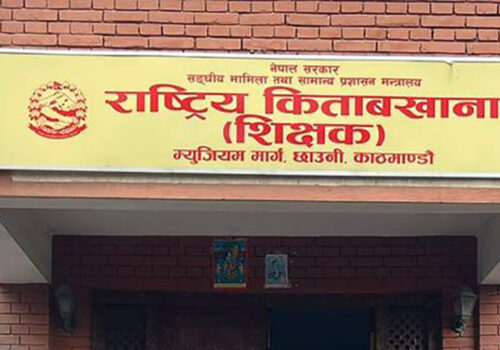 नेपाल सरकार
सङ्घीय मामिला तथा सामान्य प्रशासन मन्त्रालय
राष्ट्रिय किताबखाना
(शिक्षक)
म्युजियम मार्ग, छाउनी, काठमाण्डौ